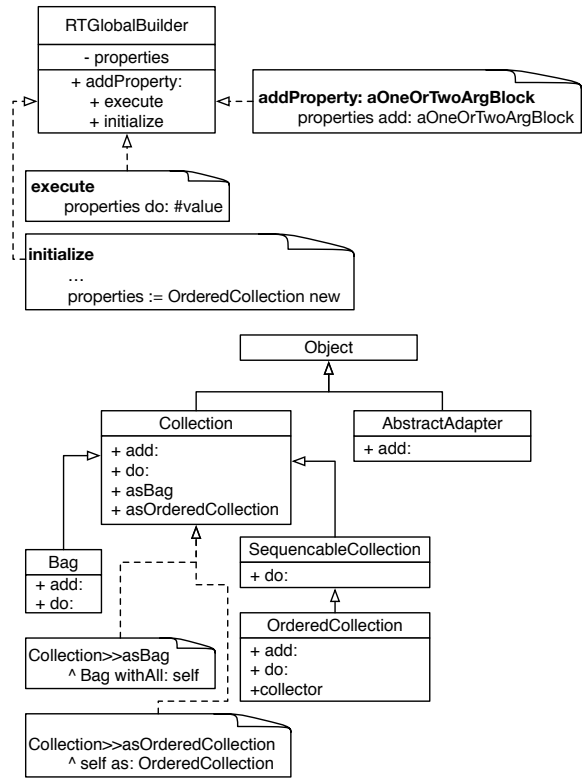 RTGlobalBuilder
- properties
+ addProperty:
+ execute
+ initialize
addProperty: aOneOrTwoArgBlock
properties add: aOneOrTwoArgBlock
execute
properties do: #value
initialize
...
properties := OrderedCollection new
Object
Collection
+ add:
+ do:
+ asBag
+ asOrderedCollection
AbstractAdapter
+ add:
Bag
+ add:
+ do:
SequencableCollection
+ do:
OrderedCollection
+ add:
+ do:
+collector
Collection>>asBag
^ Bag withAll: self
Collection>>asOrderedCollection
^ self as: OrderedCollection